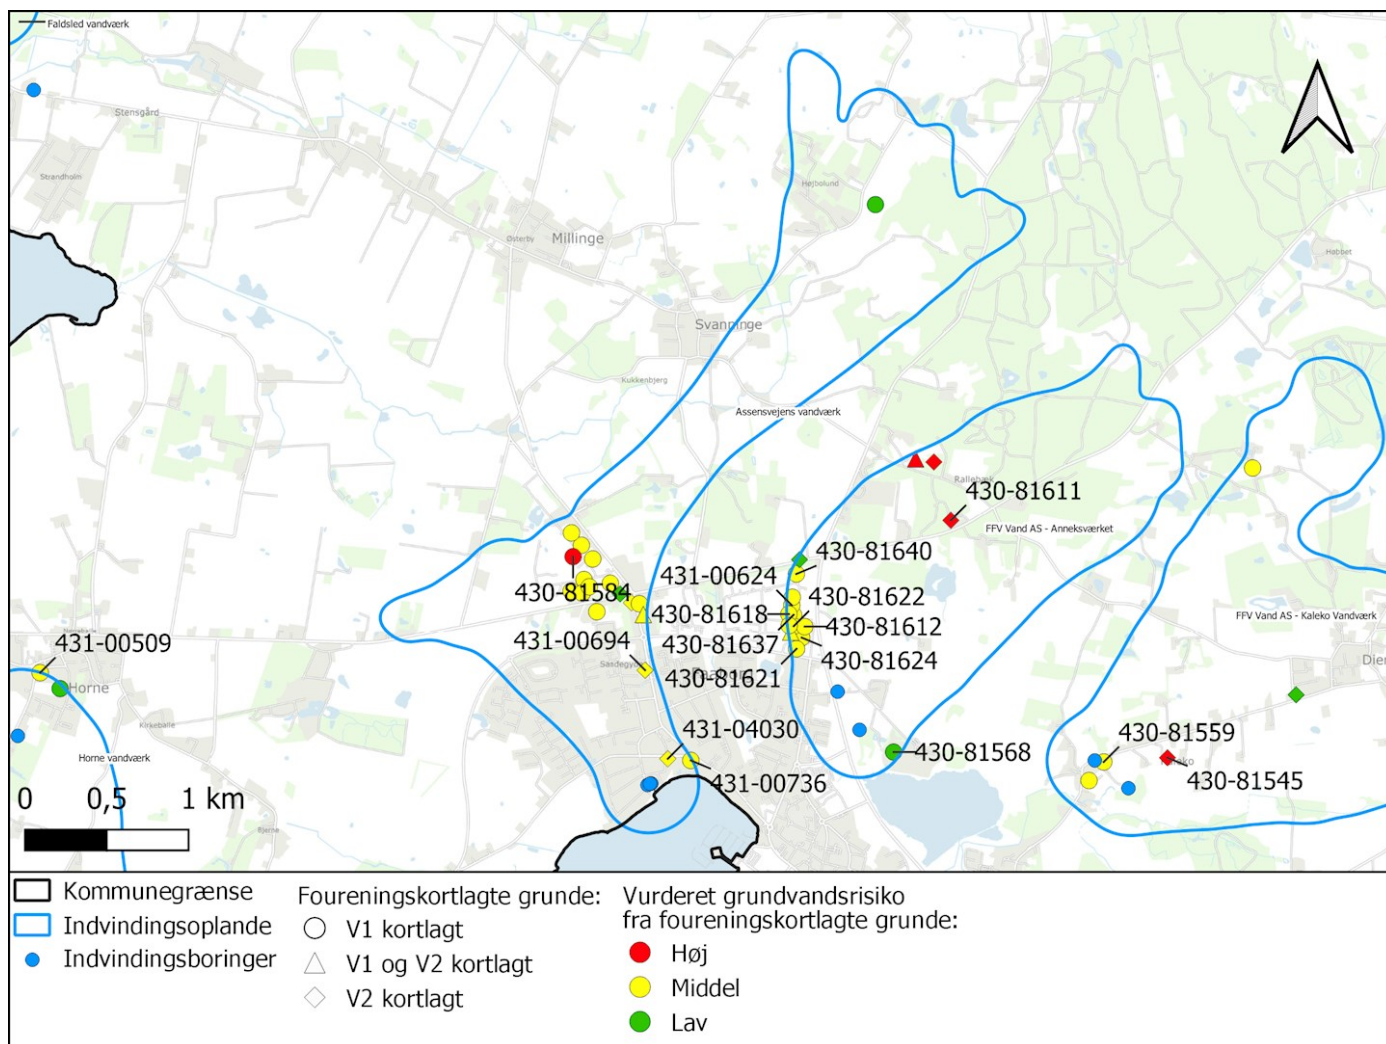 Faldsled vandværk
Stensgård
Strandholm
Østerby
Millinge
Højbolund
Habbet
Svanninge
Kukkenbjerg
Assensvejens vandværk
Rallebæk
430-81611
FFV Vand AS - Anneksværket
430-81640
431-00624
430-81584
430-81622
430-81618
430-81612
FFV Vand AS - Kaleko Vandværk
431-00694
430-81637
430-81624
431-00509
Horne
430-81621
Kirkeballe
431-04030
430-81559
Horne vandværk
430-81568
430-81545
431-00736
0 0,5 1 km
Bjerne
Kommunegrænse
Indvindingsoplande
Indvindingsboringer
Foureningskortlagte grunde:
V1 kortlagt
V1 og V2 kortlagt
V2 kortlagt
Vurderet grundvandsrisiko
fra foureningskortlagte grunde:
Høj
Middel
Lav